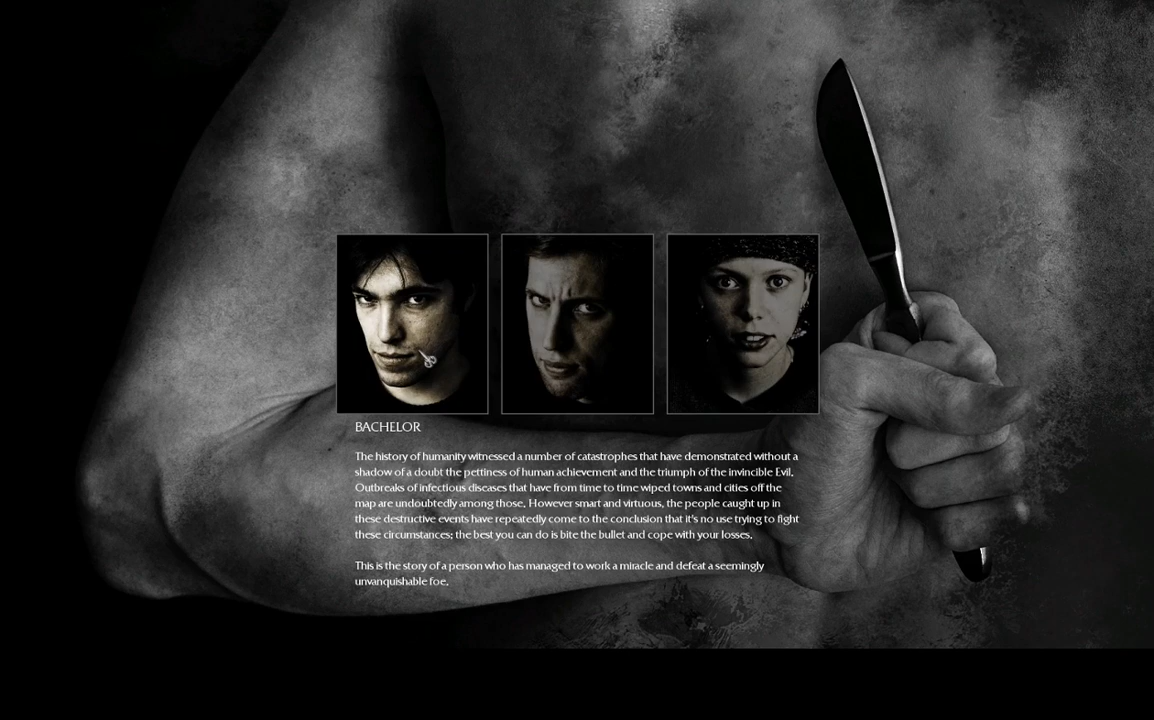 BACHELOR
The history of humanity witnessed a number of catastrophes that have demonstrated without a
shadow of a doubt the pettiness of human achievement and the triumph of the invincible Evil.
Outbreaks of infectious diseases that have from time to time wiped towns and cities off the
map are undoubtedly among those. However smart and virtuous, the people caught up in
these destructive events have repeatedly come to the conclusion that it's no use trying to fight
these circumstances; the best you can do is bite the bullet and cope with your losses.
This is the story of a person who has managed to work a miracle and defeat a seemingly
unvanquishable foe.